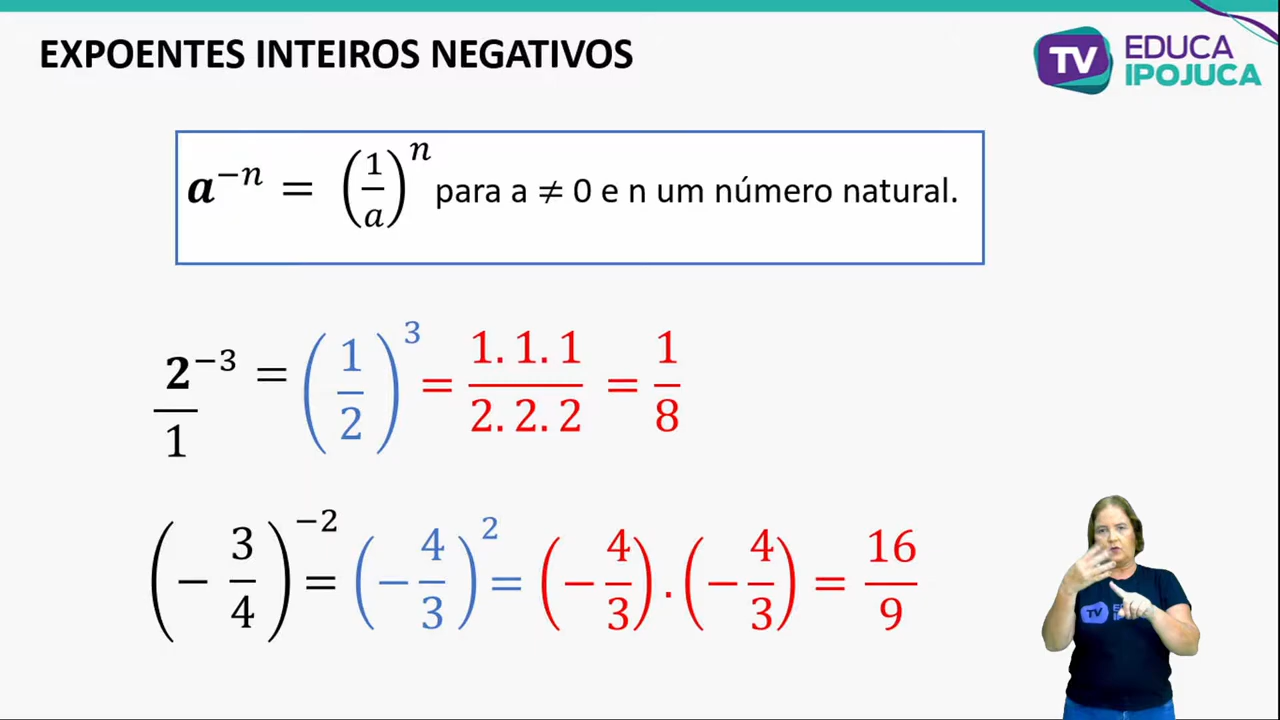 EXPOENTES INTEIROS NEGATIVOS
TV EDUCA IPOJUCA
a⁻ⁿ = (1/a)ⁿ para a ≠ 0 e n um número natural.
2⁻³/1 = (1/2)³ = 1. 1. 1/2. 2. 2 = 1/8
(− 3/4)⁻² = (− 4/3)² = (− 4/3) . (− 4/3) = 16/9
TV